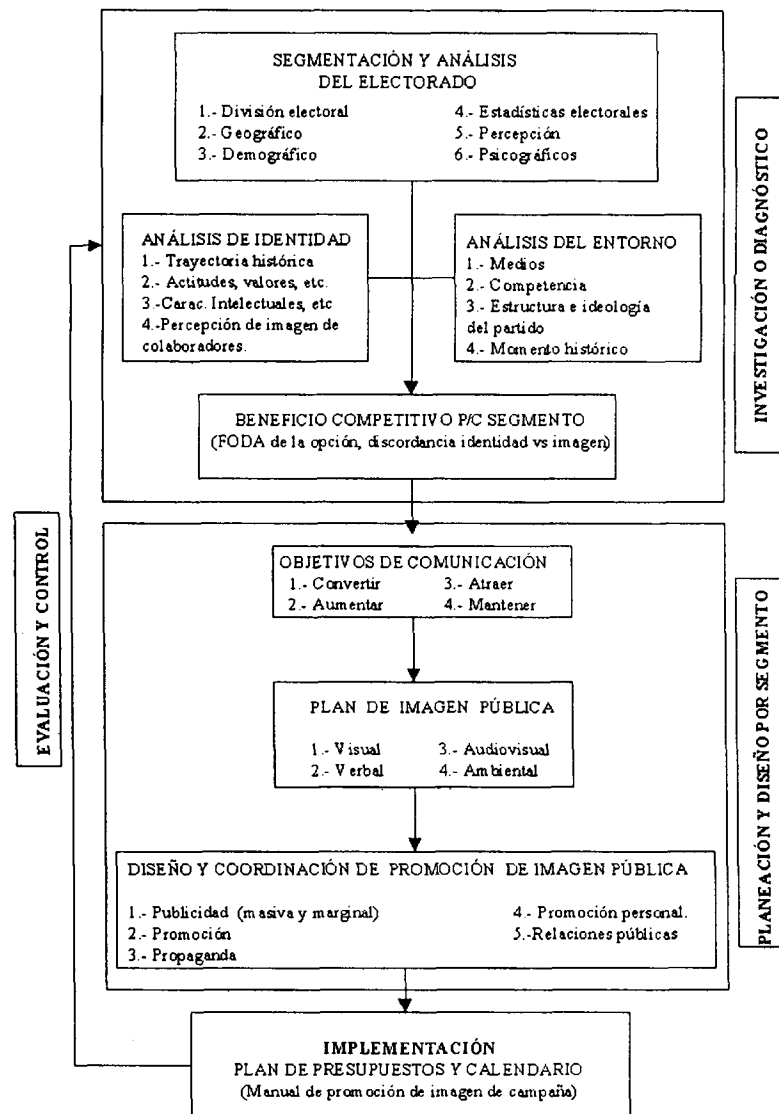 SEGMENTACIÓN Y ANÁLISIS
DEL ELECTORADO
1.- División electoral
2.- Geográfico
3.- Demográfico
4.- Estadísticas electorales
5.- Percepción
6.- Psicográficos
ANÁLISIS DE IDENTIDAD
1.- Trayectoria histórica
2.- Actitudes, valores, etc.
3.-Carac. Intelectuales, etc
4.-Percepción de imagen de
colaboradores.
ANÁLISIS DEL ENTORNO
1.- Medios
2.- Competencia
3.- Estructura e ideología
del partido
4.- Momento histórico
BENEFICIO COMPETITIVO P/C SEGMENTO
(FODA de la opción, discordancia identidad vs imagen)
INVESTIGACIÓN O DIAGNÓSTICO
OBJETIVOS DE COMUNICACIÓN
1.- Convertir
2.- Aumentar
3.- Atraer
4.- Mantener
PLAN DE IMAGEN PÚBLICA
1.- Visual
2.- Verbal
3.- Audiovisual
4.- Ambiental
DISEÑO Y COORDINACIÓN DE PROMOCIÓN DE IMAGEN PÚBLICA
1.- Publicidad (masiva y marginal)
2.- Promoción
3.- Propaganda
4.- Promoción personal.
5.-Relaciones públicas
PLANEACIÓN Y DISEÑO POR SEGMENTO
EVALUACIÓN Y CONTROL
IMPLEMENTACIÓN
PLAN DE PRESUPUESTOS Y CALENDARIO
(Manual de promoción de imagen de campaña)